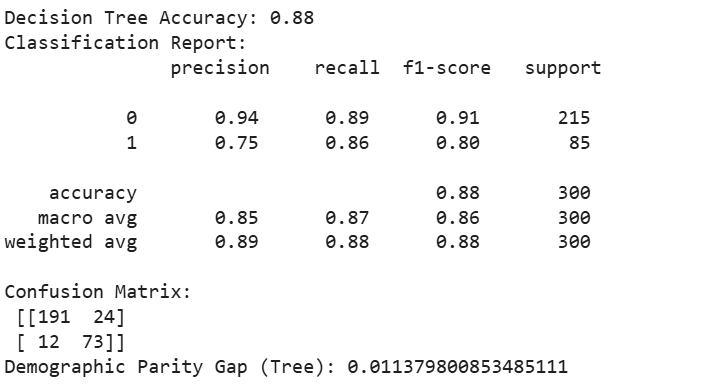 Decision Tree Accuracy: 0.88
Classification Report:
              precision    recall  f1-score   support

           0       0.94      0.89      0.91       215
           1       0.75      0.86      0.80        85

    accuracy                           0.88       300
   macro avg       0.85      0.87      0.86       300
weighted avg       0.89      0.88      0.88       300

Confusion Matrix:
 [[191  24]
 [ 12  73]]
Demographic Parity Gap (Tree): 0.011379800853485111